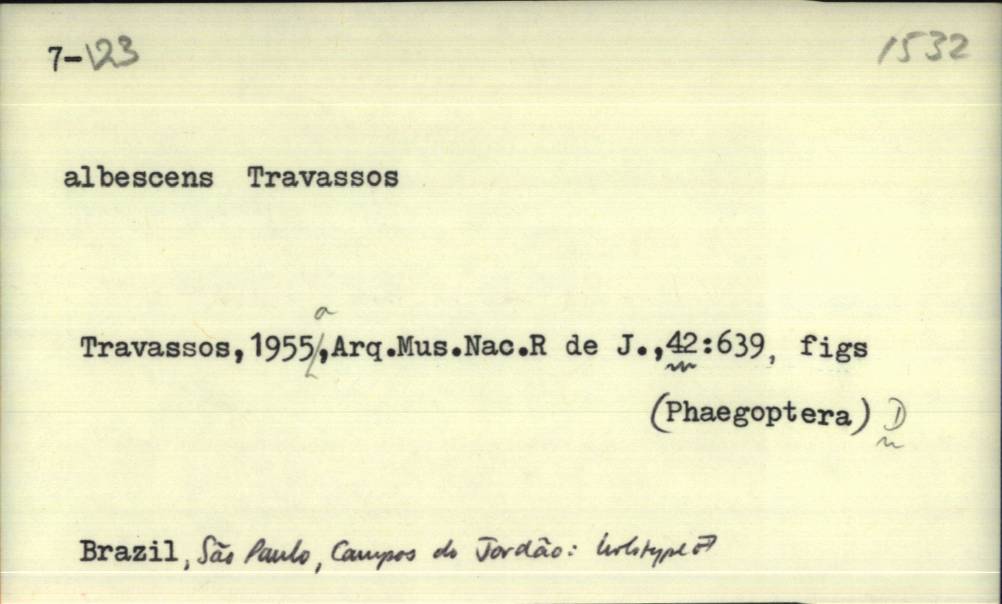 7-123 1532
albescens Travassos
Travassos,1955a,Arq.Mus.Nac.R de J.,42:639, figs
(Phaegoptera) D
Brazil, São Paulo, Campos do Jordão: holotype ♂